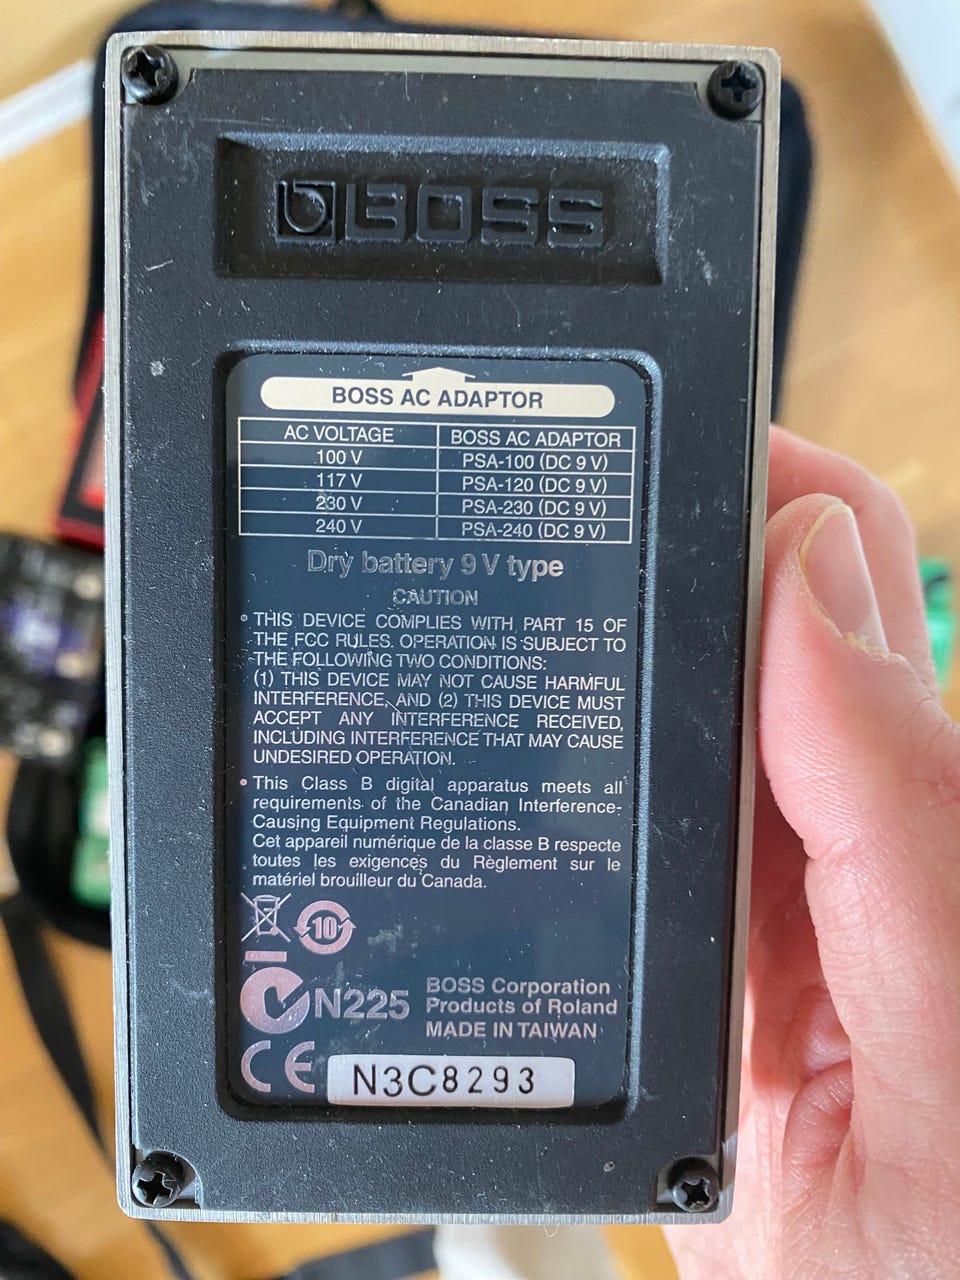 BOSS
BOSS AC ADAPTOR
AC VOLTAGE BOSS AC ADAPTOR
100 V PSA-100 (DC 9 V)
117 V PSA-120 (DC 9 V)
230 V PSA-230 (DC 9 V)
240 V PSA-240 (DC 9 V)
Dry battery 9 V type
CAUTION
• THIS DEVICE COMPLIES WITH PART 15 OF
THE FCC RULES. OPERATION IS SUBJECT TO
THE FOLLOWING TWO CONDITIONS:
(1) THIS DEVICE MAY NOT CAUSE HARMFUL
INTERFERENCE, AND (2) THIS DEVICE MUST
ACCEPT ANY INTERFERENCE RECEIVED,
INCLUDING INTERFERENCE THAT MAY CAUSE
UNDESIRED OPERATION.
• This Class B digital apparatus meets all
requirements of the Canadian Interference-
Causing Equipment Regulations.
Cet appareil numérique de la classe B respecte
toutes les exigences du Règlement sur le
matériel brouilleur du Canada.
10
N225
BOSS Corporation
Products of Roland
MADE IN TAIWAN
CE
N3C8293